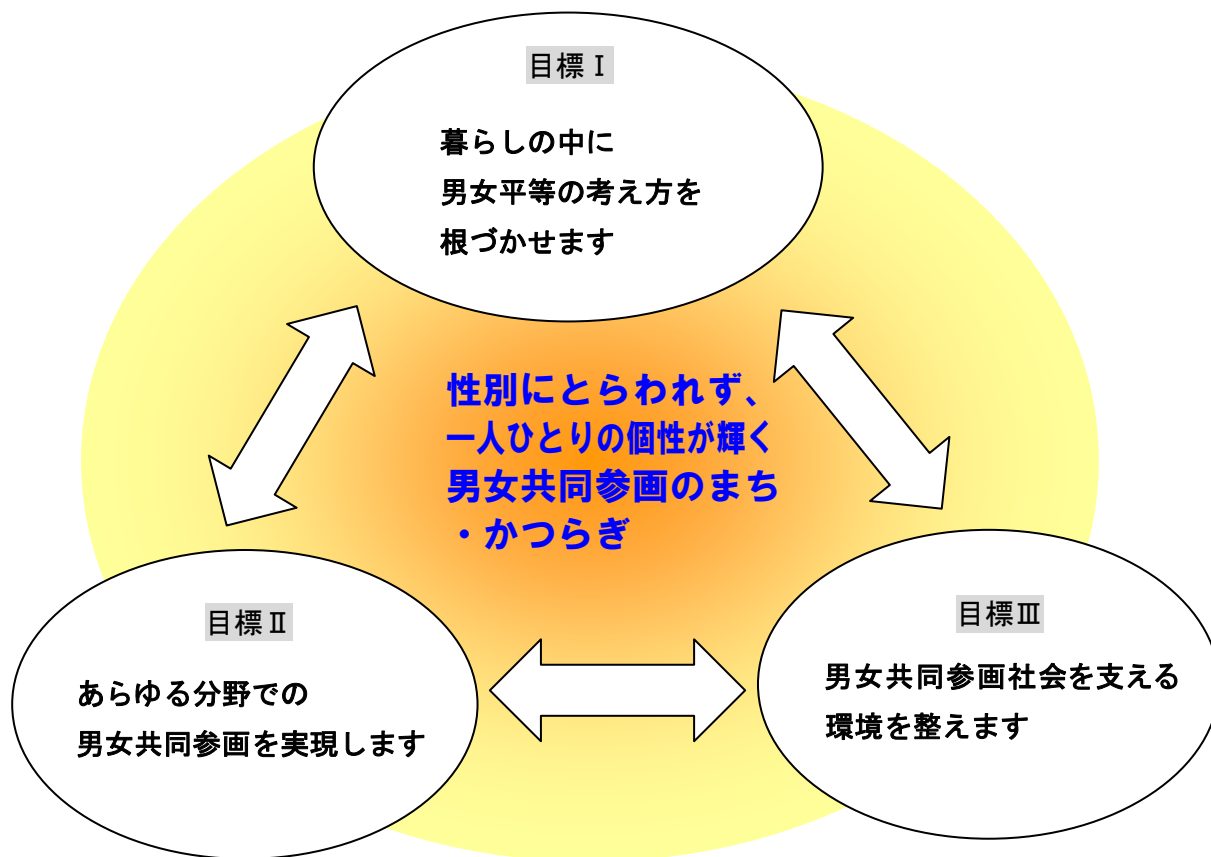 目標Ⅰ
暮らしの中に
男女平等の考え方を
根づかせます
性別にとらわれず、
一人ひとりの個性が輝く
男女共同参画のまち
・かつらぎ
目標Ⅱ
あらゆる分野での
男女共同参画を実現します
目標Ⅲ
男女共同参画社会を支える
環境を整えます